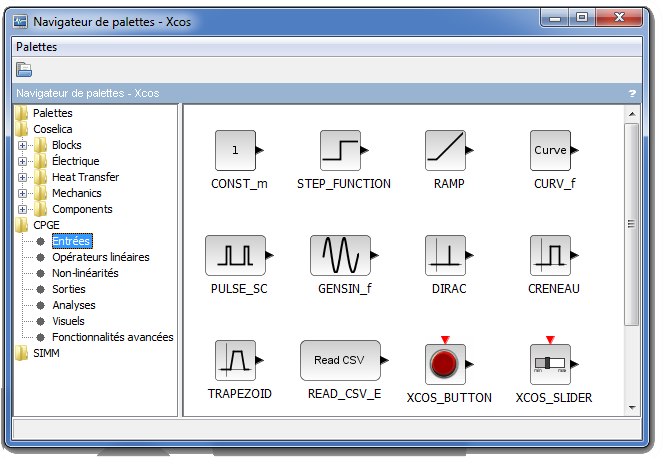 Navigateur de palettes - Xcos
Palettes
Navigateur de palettes - Xcos ?
Palettes
Coselica
Blocks
Électrique
Heat Transfer
Mechanics
Components
CPGE
Entrées
Opérateurs linéaires
Non-linéarités
Sorties
Analyses
Visuels
Fonctionnalités avancées
SIMM
1
Curve
CONST_m STEP_FUNCTION RAMP CURV_f
PULSE_SC GENSIN_f DIRAC CRENEAU
Read CSV
min max
TRAPEZOID READ_CSV_E XCOS_BUTTON XCOS_SLIDER